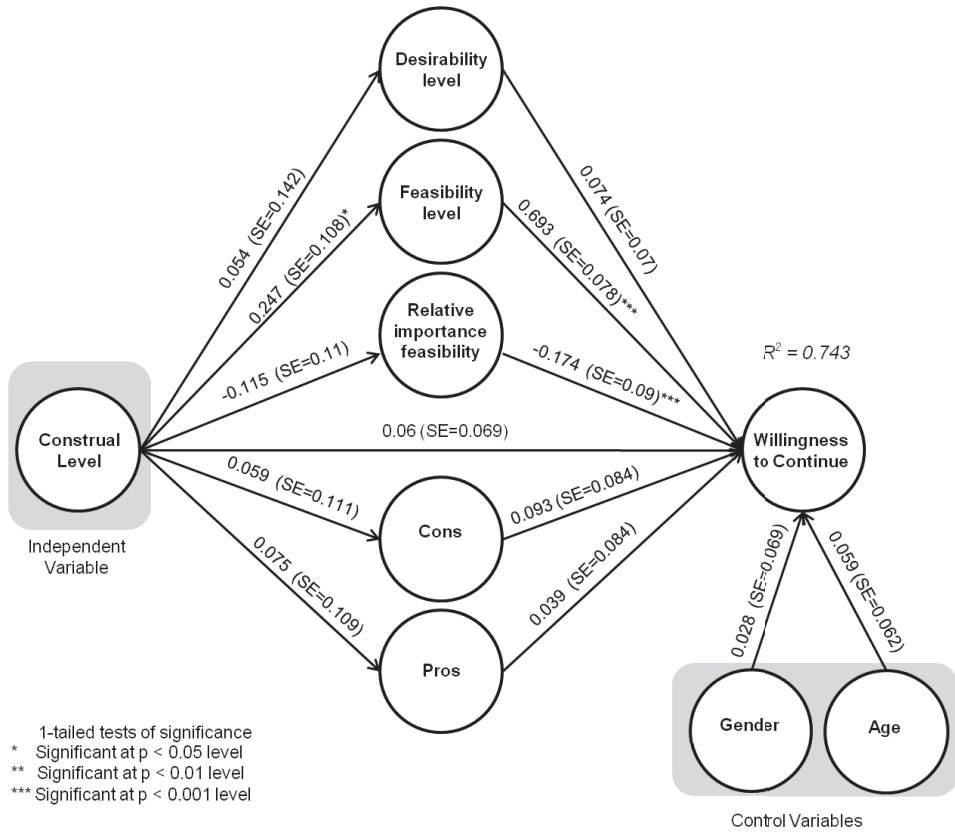 Desirability
level
0.054 (SE=0.142)
0.074 (SE=0.07)
Feasibility
level
0.247 (SE=0.108)*
0.693 (SE=0.078)***
Relative
importance
feasibility
-0.115 (SE=0.11)
-0.174 (SE=0.09)***
R² = 0.743
Construal
Level
0.06 (SE=0.069)
Willingness
to Continue
Independent
Variable
0.059 (SE=0.111)
Cons
0.093 (SE=0.084)
0.075 (SE=0.109)
Pros
0.039 (SE=0.084)
0.028 (SE=0.069)
0.059 (SE=0.062)
Gender
Age
Control Variables
1-tailed tests of significance
* Significant at p < 0.05 level
** Significant at p < 0.01 level
*** Significant at p < 0.001 level